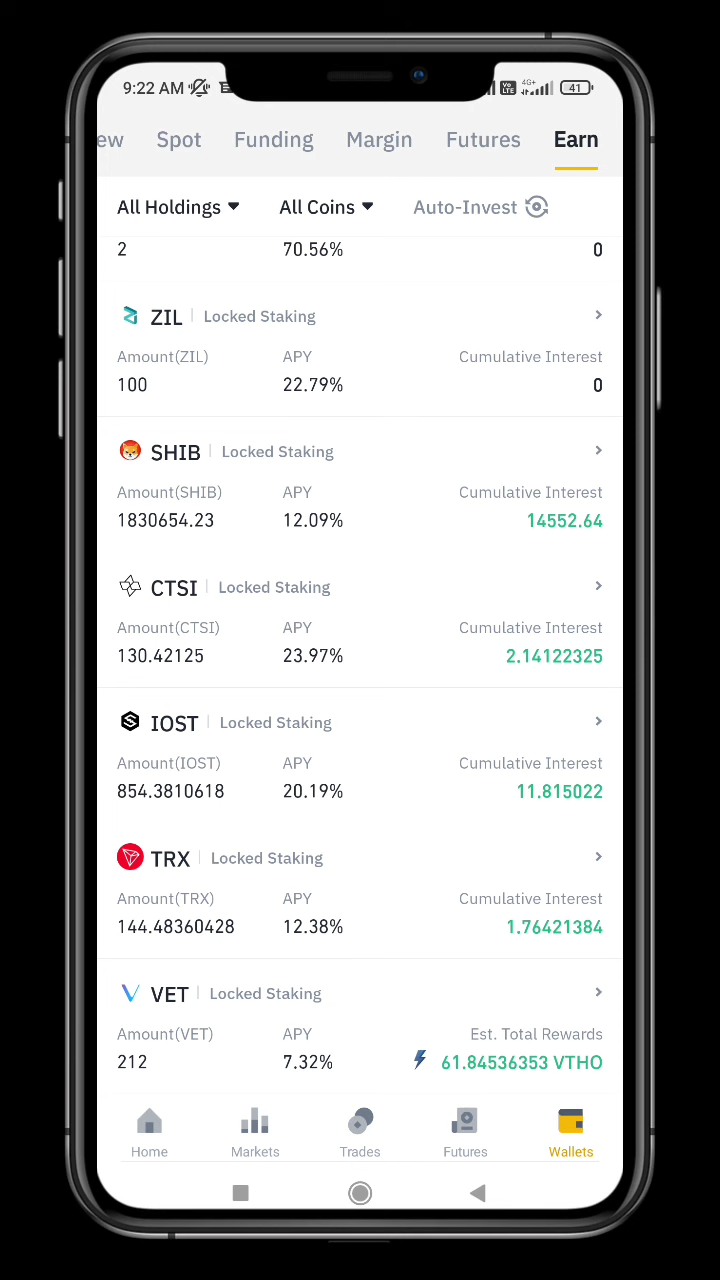 9:22 AM 4G+ 41
ew Spot Funding Margin Futures Earn
All Holdings All Coins Auto-Invest
2 70.56% 0
ZIL Locked Staking
Amount(ZIL) APY Cumulative Interest
100 22.79% 0
SHIB Locked Staking
Amount(SHIB) APY Cumulative Interest
1830654.23 12.09% 14552.64
CTSI Locked Staking
Amount(CTSI) APY Cumulative Interest
130.42125 23.97% 2.14122325
IOST Locked Staking
Amount(IOST) APY Cumulative Interest
854.3810618 20.19% 11.815022
TRX Locked Staking
Amount(TRX) APY Cumulative Interest
144.48360428 12.38% 1.76421384
VET Locked Staking
Amount(VET) APY Est. Total Rewards
212 7.32% 61.84536353 VTHO
Home Markets Trades Futures Wallets